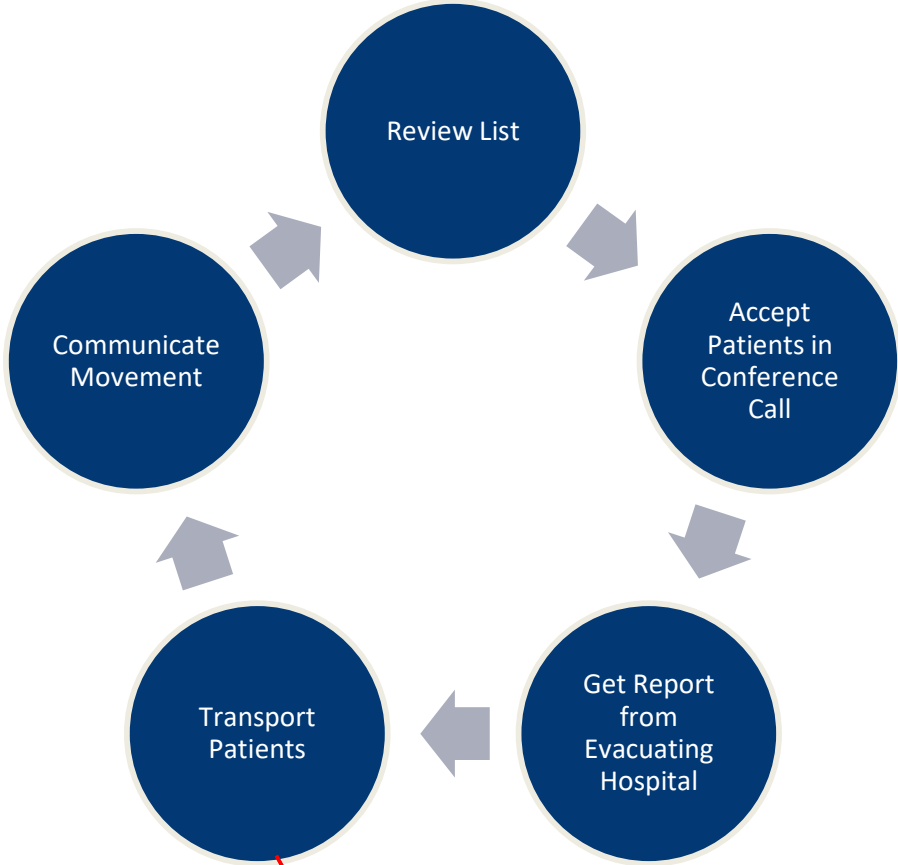 Review List
Accept
Patients in
Conference
Call
Get Report
from
Evacuating
Hospital
Transport
Patients
Communicate
Movement